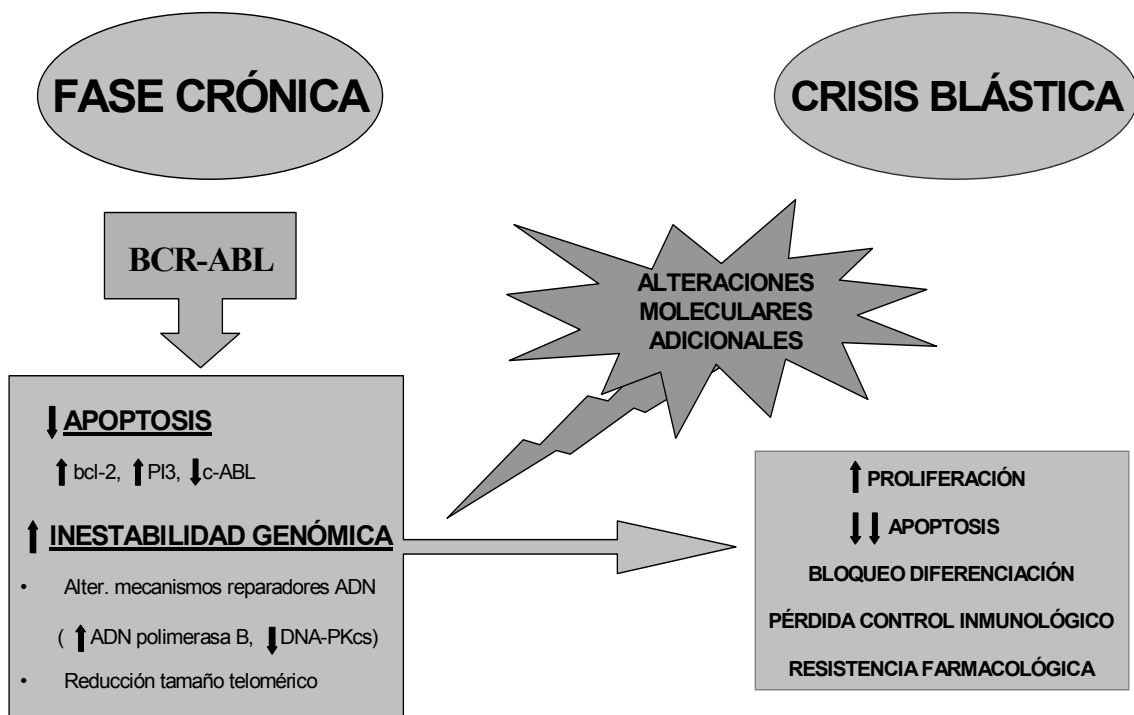 FASE CRÓNICA
CRISIS BLÁSTICA
BCR-ABL
ALTERACIONES
MOLECULARES
ADICIONALES
↓ APOPTOSIS
↑ bcl-2, ↑ PI3, ↓ c-ABL
↑ INESTABILIDAD GENÓMICA
• Alter. mecanismos reparadores ADN
( ↑ ADN polimerasa B, ↓ DNA-PKcs)
• Reducción tamaño telomérico
↑ PROLIFERACIÓN
↓↓ APOPTOSIS
BLOQUEO DIFERENCIACIÓN
PÉRDIDA CONTROL INMUNOLÓGICO
RESISTENCIA FARMACOLÓGICA